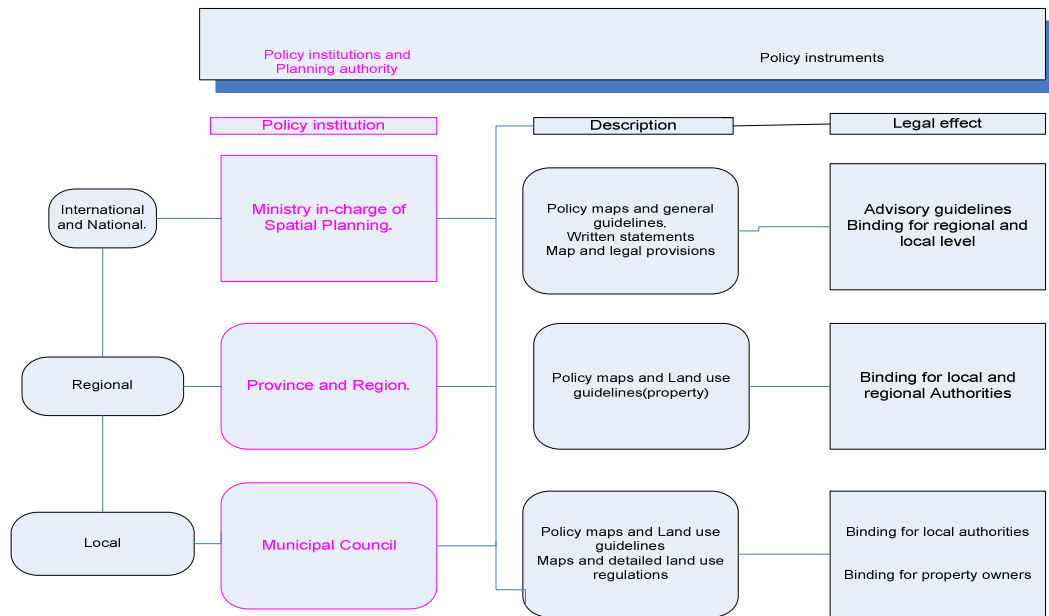 Policy institutions and
Planning authority
Policy instruments
Policy institution
Description
Legal effect
International
and National.
Ministry in-charge of
Spatial Planning.
Policy maps and general
guidelines,
Written statements
Map and legal provisions
Advisory guidelines
Binding for regional and
local level
Regional
Province and Region.
Policy maps and Land use
guidelines(property)
Binding for local and
regional Authorities
Local
Municipal Council
Policy maps and Land use
guidelines
Maps and detailed land use
regulations
Binding for local authorities
Binding for property owners